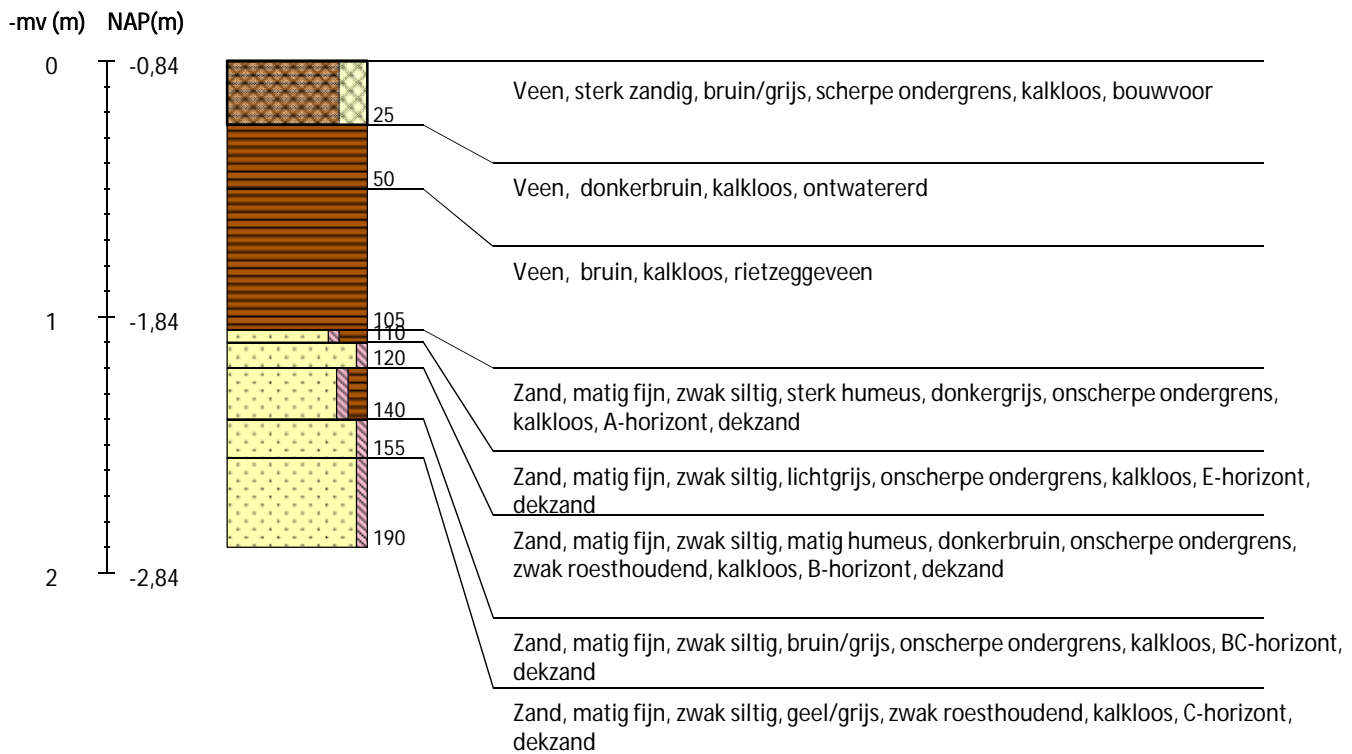 -mv (m) NAP(m)
0 -0,84
Veen, sterk zandig, bruin/grijs, scherpe ondergrens, kalkloos, bouwvoor
25
50
Veen, donkerbruin, kalkloos, ontwatererd
Veen, bruin, kalkloos, rietzeggeveen
1 -1,84
105
110
120
Zand, matig fijn, zwak siltig, sterk humeus, donkergrijs, onscherpe ondergrens,
kalkloos, A-horizont, dekzand
140
155
Zand, matig fijn, zwak siltig, lichtgrijs, onscherpe ondergrens, kalkloos, E-horizont,
dekzand
190
Zand, matig fijn, zwak siltig, matig humeus, donkerbruin, onscherpe ondergrens,
zwak roesthoudend, kalkloos, B-horizont, dekzand
2 -2,84
Zand, matig fijn, zwak siltig, bruin/grijs, onscherpe ondergrens, kalkloos, BC-horizont,
dekzand
Zand, matig fijn, zwak siltig, geel/grijs, zwak roesthoudend, kalkloos, C-horizont,
dekzand